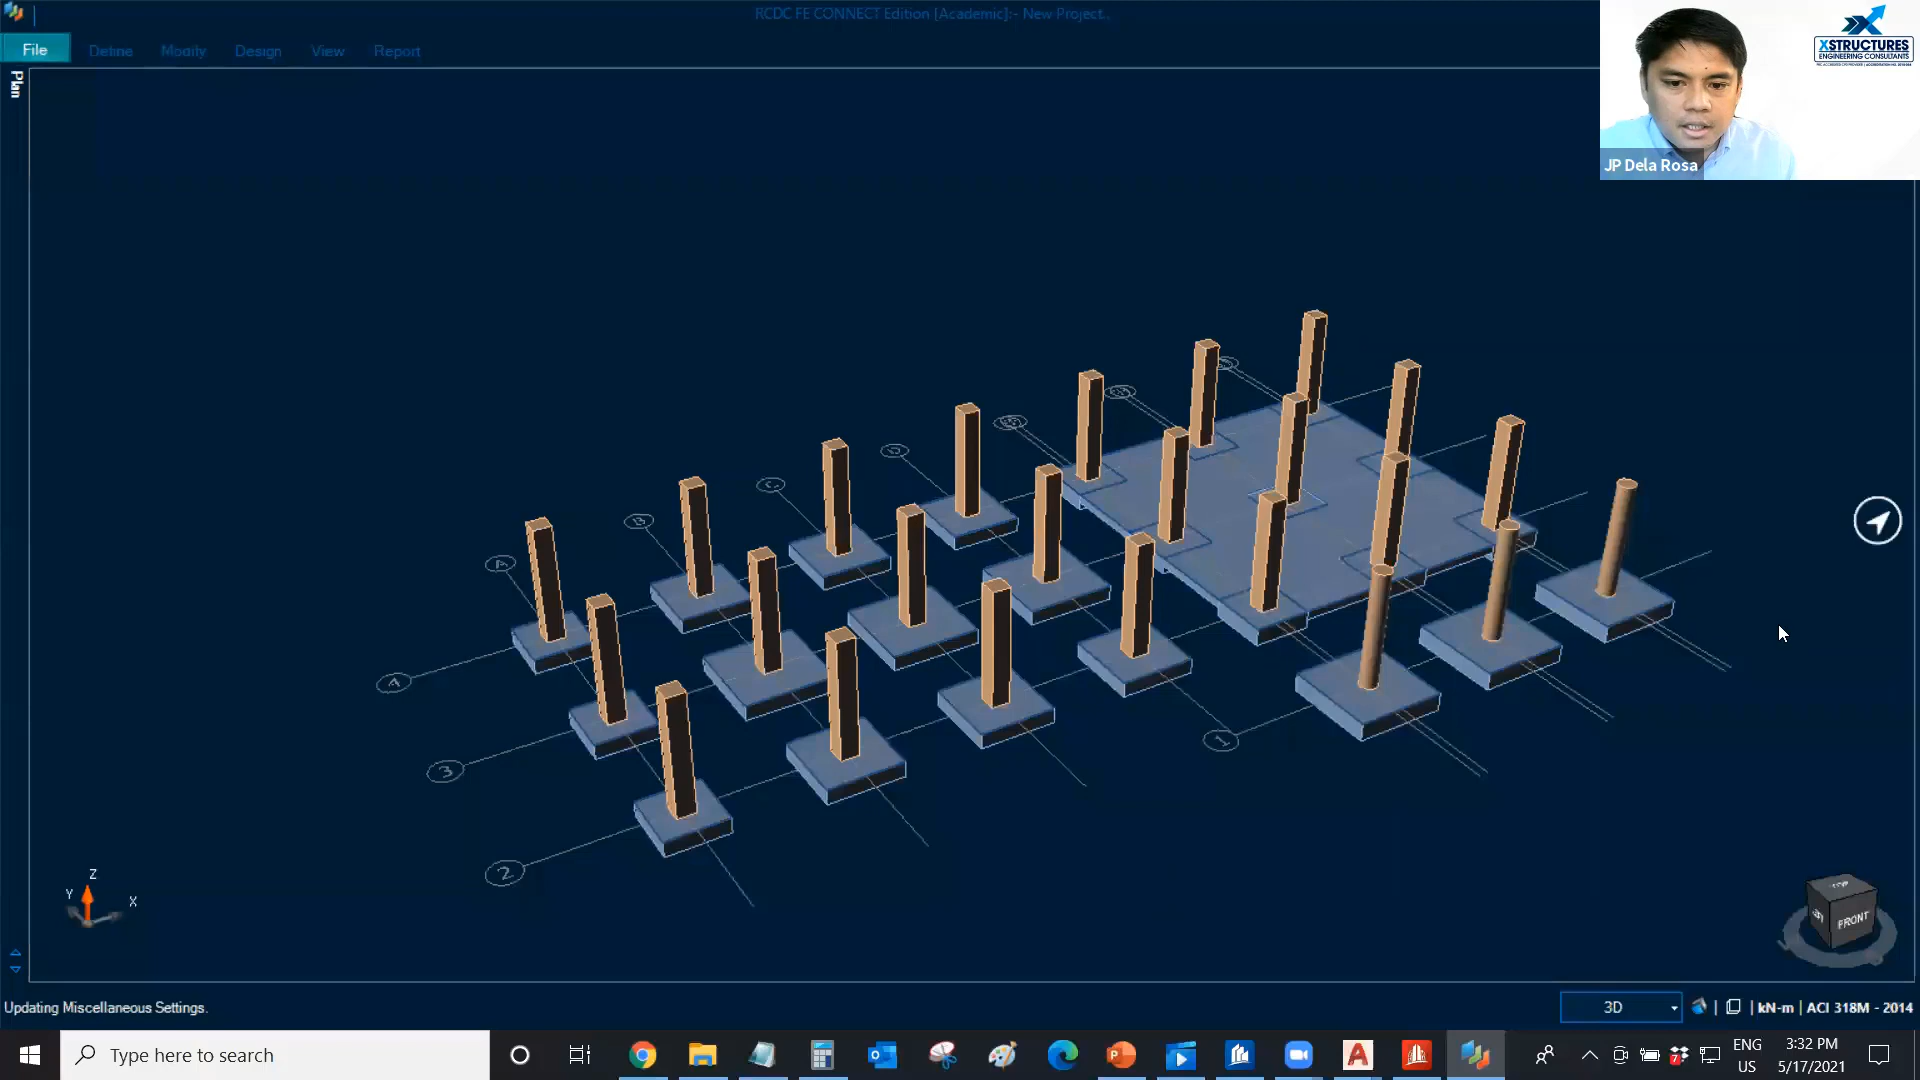 RCDC FE CONNECT Edition [Academic]:- New Project..
File
Define
Modify
Design
View
Report
Plan
XSTRUCTURES
ENGINEERING CONSULTANTS
JP Dela Rosa
A
B
C
D
A
3
2
1
Z
Y
X
TOP
FRONT
Updating Miscellaneous Settings.
3D
| kN-m | ACI 318M - 2014
Type here to search
7
ENG
US
3:32 PM
5/17/2021